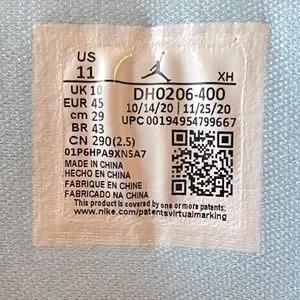 US
11
XH
UK 10
EUR 45
cm 29
BR 43
CN 290(2.5)
DH0206-400
10/14/20 || 11/25/20
UPC 00194954799667
01P6HPA9XN5A7
MADE IN CHINA
HECHO EN CHINA
FABRIQUE EN CHINE
FABRICADO NA CHINA
This product is covered by one or more patents:
www.nike.com/patentsvirtualmarking